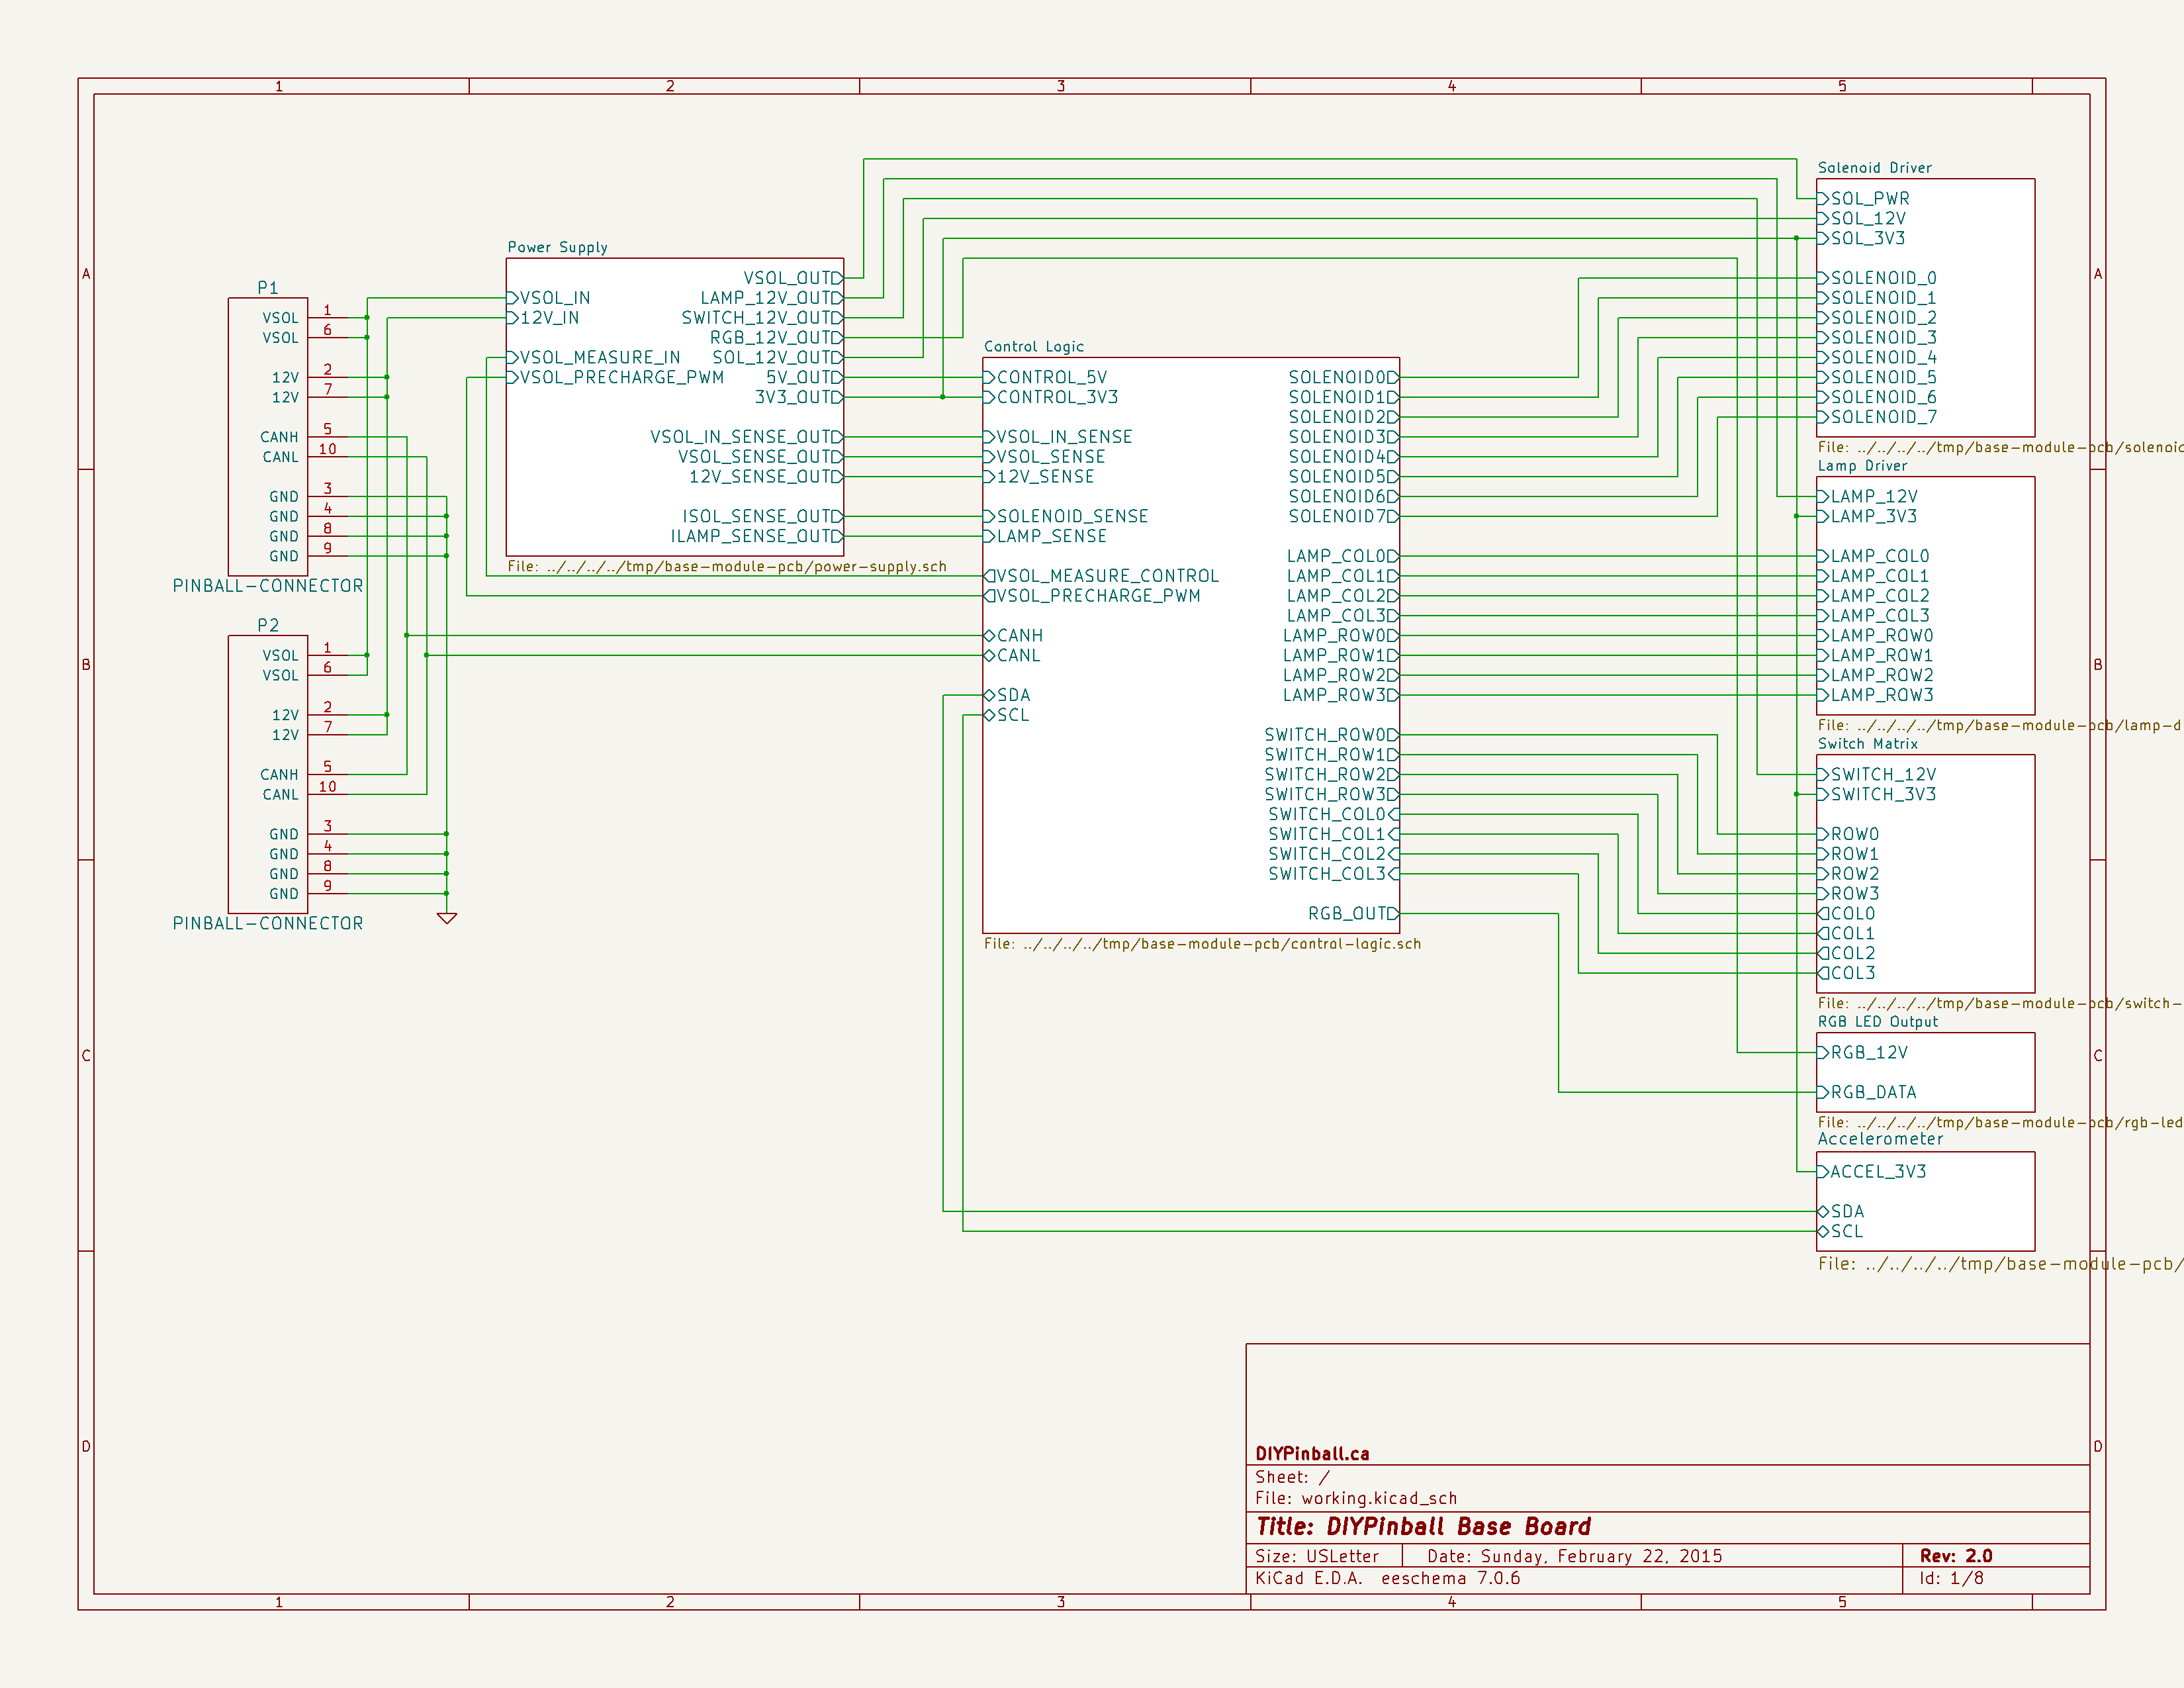 1 2 3 4 5
A
B
C
D
P1
VSOL 1
VSOL 6
12V 2
12V 7
CANH 5
CANL 10
GND 3
GND 4
GND 8
GND 9
PINBALL-CONNECTOR
P2
VSOL 1
VSOL 6
12V 2
12V 7
CANH 5
CANL 10
GND 3
GND 4
GND 8
GND 9
PINBALL-CONNECTOR
Power Supply
VSOL_IN
12V_IN
VSOL_MEASURE_IN
VSOL_PRECHARGE_PWM
VSOL_OUT
LAMP_12V_OUT
SWITCH_12V_OUT
RGB_12V_OUT
SOL_12V_OUT
5V_OUT
3V3_OUT
VSOL_IN_SENSE_OUT
VSOL_SENSE_OUT
12V_SENSE_OUT
ISOL_SENSE_OUT
ILAMP_SENSE_OUT
File: ../../../../tmp/base-module-pcb/power-supply.sch
Control Logic
CONTROL_5V
CONTROL_3V3
VSOL_IN_SENSE
VSOL_SENSE
12V_SENSE
SOLENOID_SENSE
LAMP_SENSE
VSOL_MEASURE_CONTROL
VSOL_PRECHARGE_PWM
CANH
CANL
SDA
SCL
SOLENOID0
SOLENOID1
SOLENOID2
SOLENOID3
SOLENOID4
SOLENOID5
SOLENOID6
SOLENOID7
LAMP_COL0
LAMP_COL1
LAMP_COL2
LAMP_COL3
LAMP_ROW0
LAMP_ROW1
LAMP_ROW2
LAMP_ROW3
SWITCH_ROW0
SWITCH_ROW1
SWITCH_ROW2
SWITCH_ROW3
SWITCH_COL0
SWITCH_COL1
SWITCH_COL2
SWITCH_COL3
RGB_OUT
File: ../../../../tmp/base-module-pcb/control-logic.sch
Solenoid Driver
SOL_PWR
SOL_12V
SOL_3V3
SOLENOID_0
SOLENOID_1
SOLENOID_2
SOLENOID_3
SOLENOID_4
SOLENOID_5
SOLENOID_6
SOLENOID_7
File: ../../../../tmp/base-module-pcb/solenoid
Lamp Driver
LAMP_12V
LAMP_3V3
LAMP_COL0
LAMP_COL1
LAMP_COL2
LAMP_COL3
LAMP_ROW0
LAMP_ROW1
LAMP_ROW2
LAMP_ROW3
File: ../../../../tmp/base-module-pcb/lamp-d
Switch Matrix
SWITCH_12V
SWITCH_3V3
ROW0
ROW1
ROW2
ROW3
COL0
COL1
COL2
COL3
File: ../../../../tmp/base-module-pcb/switch-
RGB LED Output
RGB_12V
RGB_DATA
File: ../../../../tmp/base-module-pcb/rgb-led
Accelerometer
ACCEL_3V3
SDA
SCL
File: ../../../../tmp/base-module-pcb/
A
B
C
D
DIYPinball.ca
Sheet: /
File: working.kicad_sch
Title: DIYPinball Base Board
Size: USLetter Date: Sunday, February 22, 2015 Rev: 2.0
KiCad E.D.A. eeschema 7.0.6 Id: 1/8
1 2 3 4 5